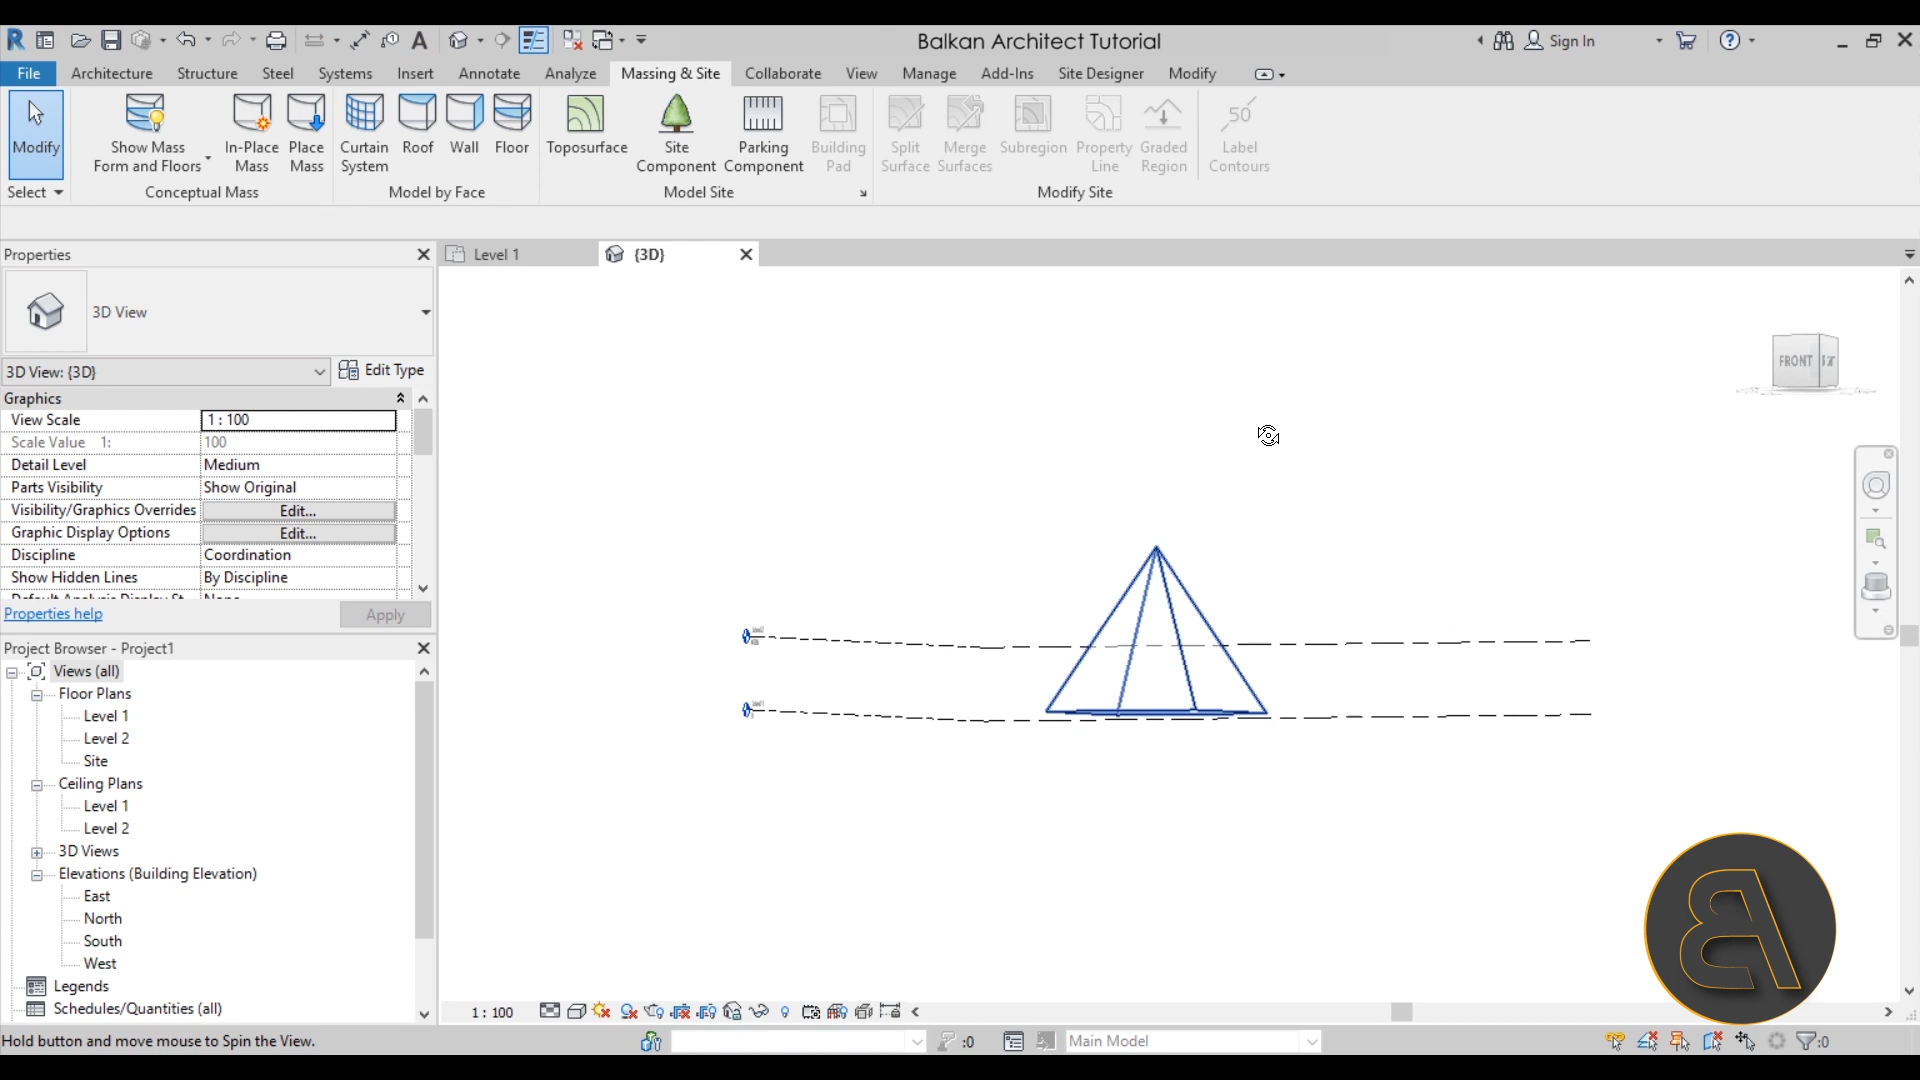 Balkan Architect Tutorial
Sign In
File Architecture Structure Steel Systems Insert Annotate Analyze Massing & Site Collaborate View Manage Add-Ins Site Designer Modify
Modify
Show Mass
Form and Floors
In-Place
Mass
Place
Mass
Curtain
System
Roof
Wall
Floor
Toposurface
Site
Component
Parking
Component
Building
Pad
Split
Surface
Merge
Surfaces
Subregion
Property
Line
Graded
Region
50
Label
Contours
Select
Conceptual Mass
Model by Face
Model Site
Modify Site
Properties
Level 1
{3D}
3D View
3D View: {3D}
Edit Type
Graphics
View Scale 1 : 100
Scale Value 1: 100
Detail Level Medium
Parts Visibility Show Original
Visibility/Graphics Overrides Edit...
Graphic Display Options Edit...
Discipline Coordination
Show Hidden Lines By Discipline
Properties help
Apply
FRONT
Project Browser - Project1
Views (all)
Floor Plans
Level 1
Level 2
Site
Ceiling Plans
Level 1
Level 2
3D Views
Elevations (Building Elevation)
East
North
South
West
Legends
Schedules/Quantities (all)
1 : 100
Hold button and move mouse to Spin the View.
:0
Main Model
:0